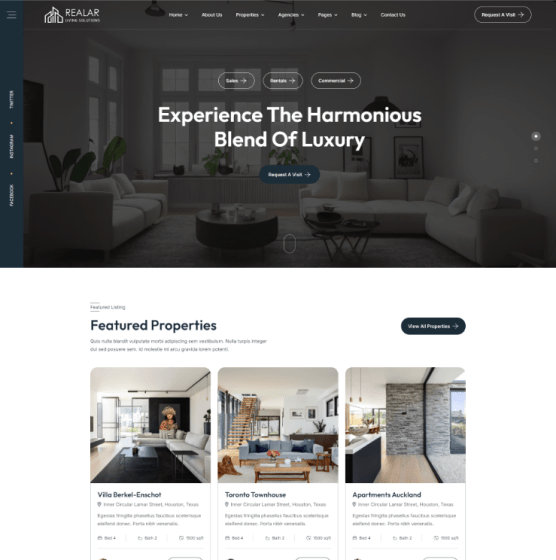 REALAR
LIVING SOLUTIONS
Home
About Us
Properties
Agencies
Pages
Blog
Contact Us
Request A Visit
TWITTER
INSTAGRAM
FACEBOOK
Sales
Rentals
Commercial
Experience The Harmonious
Blend Of Luxury
Request A Visit
Featured Listing
Featured Properties
View All Properties
Quis nulla blandit vulputate morbi adipiscing sem vestibulum. Nulla turpis integer
dui sed posuere sem. Id molestie mi arcu gravida lorem potenti.
Villa Berkel-Enschot
Inner Circular Lamar Street, Houston, Texas
Egestas fringilla phasellus faucibus scelerisque
eleifend donec. Porta nibh venenatis.
Bed 4
Bath 2
1500 sqft
Toronto Townhouse
Inner Circular Lamar Street, Houston, Texas
Egestas fringilla phasellus faucibus scelerisque
eleifend donec. Porta nibh venenatis.
Bed 4
Bath 2
1500 sqft
Apartments Auckland
Inner Circular Lamar Street, Houston, Texas
Egestas fringilla phasellus faucibus scelerisque
eleifend donec. Porta nibh venenatis.
Bed 4
Bath 2
1500 sqft